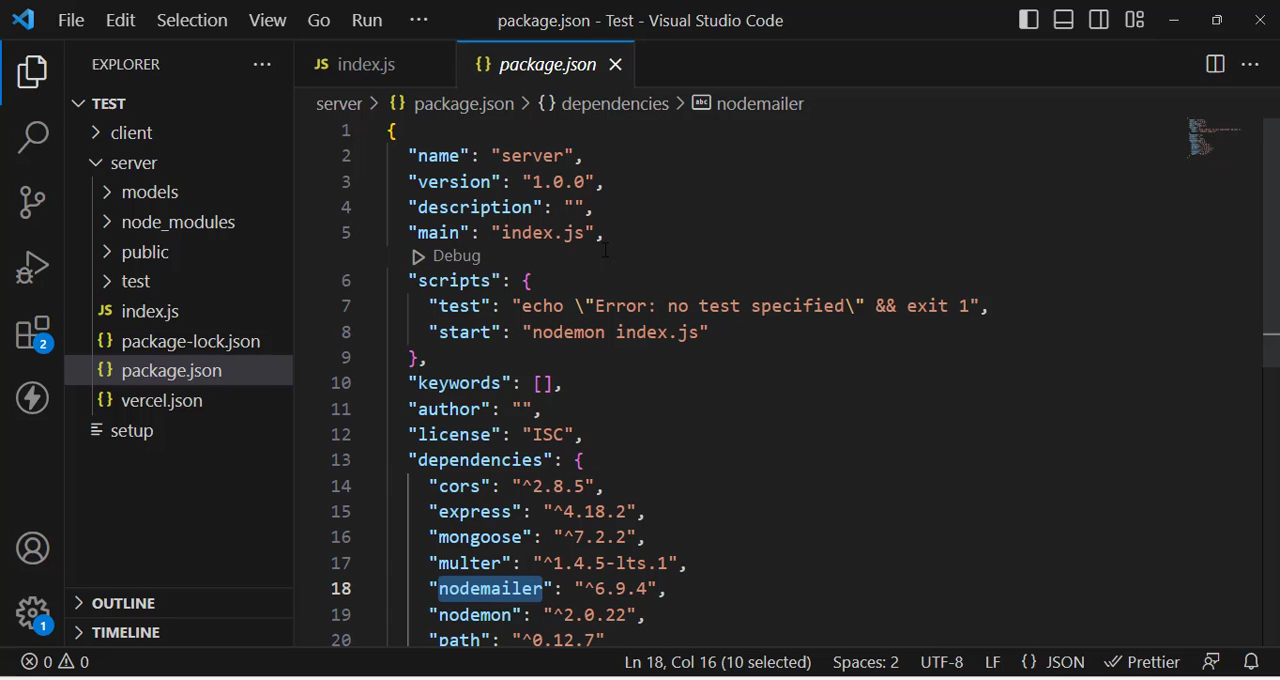 File Edit Selection View Go Run ··· package.json - Test - Visual Studio Code
EXPLORER ···
TEST
client
server
models
node_modules
public
test
JS index.js
{} package-lock.json
{} package.json
{} vercel.json
setup
OUTLINE
TIMELINE
2
1
JS index.js {} package.json ···
server > {} package.json > {} dependencies > abc nodemailer
1 {
2 "name": "server",
3 "version": "1.0.0",
4 "description": "",
5 "main": "index.js",
Debug
6 "scripts": {
7 "test": "echo \"Error: no test specified\" && exit 1",
8 "start": "nodemon index.js"
9 },
10 "keywords": [],
11 "author": "",
12 "license": "ISC",
13 "dependencies": {
14 "cors": "^2.8.5",
15 "express": "^4.18.2",
16 "mongoose": "^7.2.2",
17 "multer": "^1.4.5-lts.1",
18 "nodemailer": "^6.9.4",
19 "nodemon": "^2.0.22",
20 "path": "^0.12.7"
0 0 Ln 18, Col 16 (10 selected) Spaces: 2 UTF-8 LF {} JSON Prettier